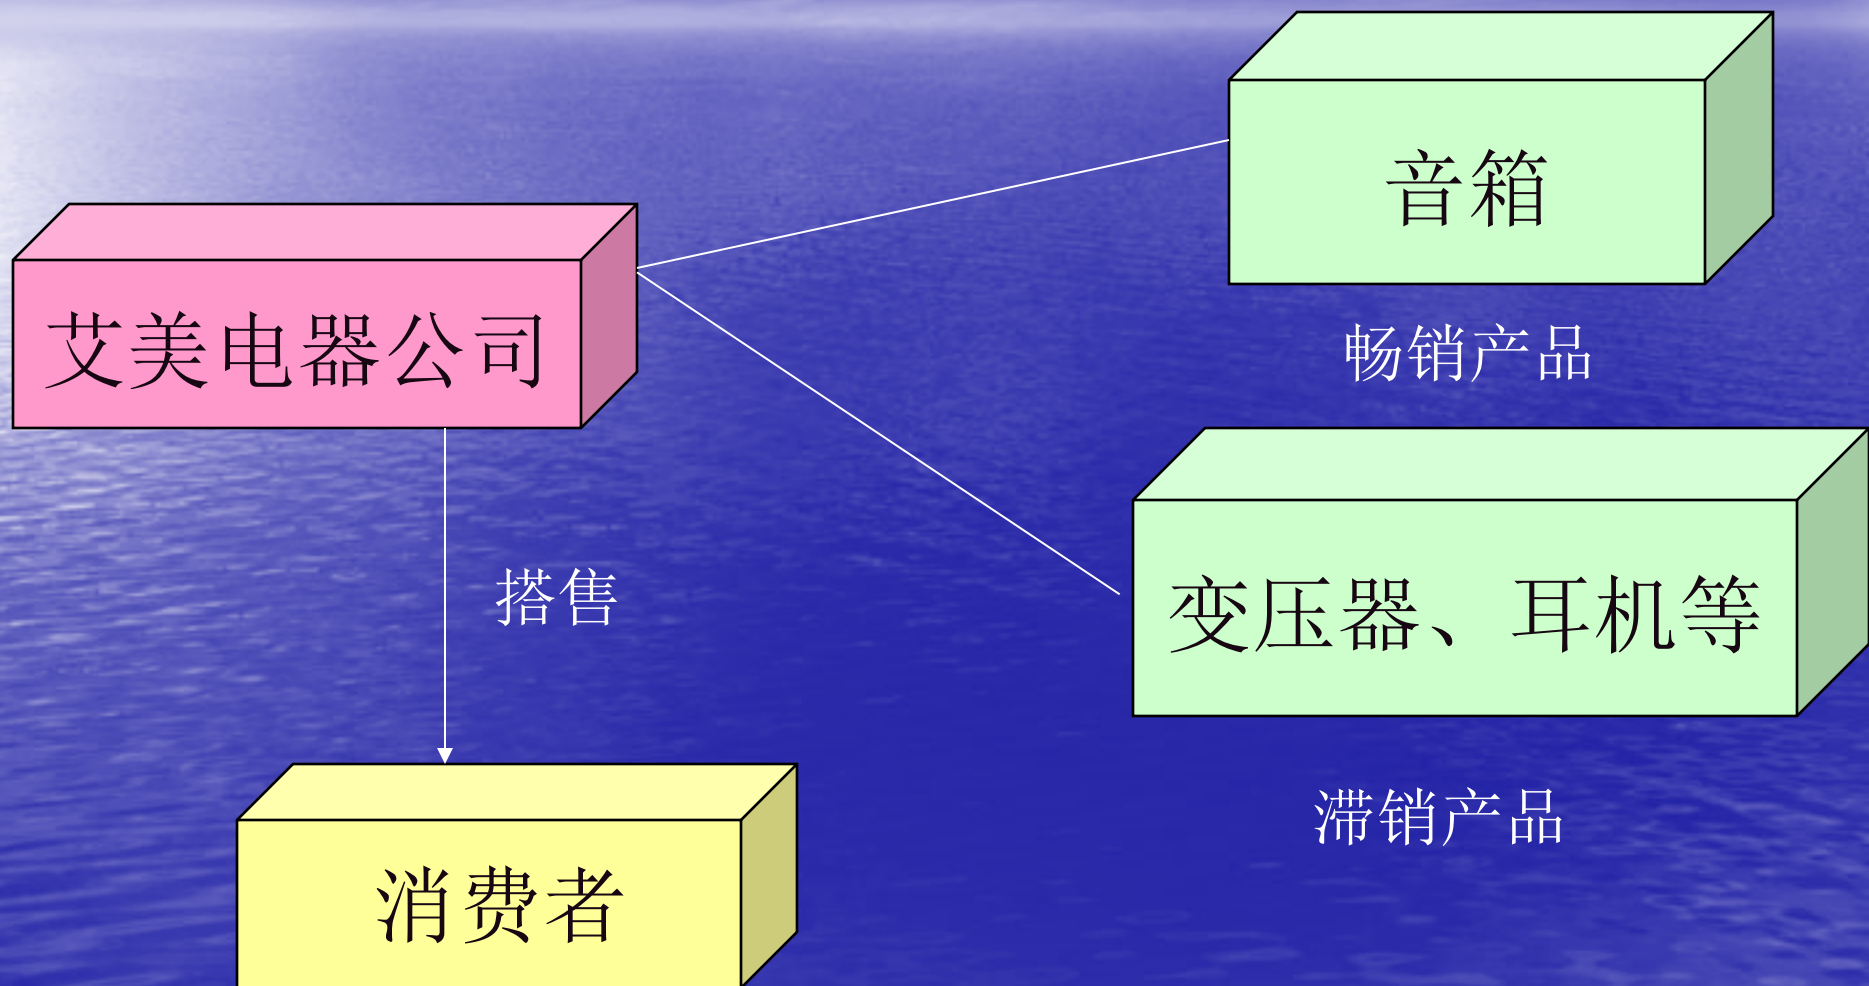 音箱
艾美电器公司
畅销产品
搭售
变压器、耳机等
滞销产品
消费者